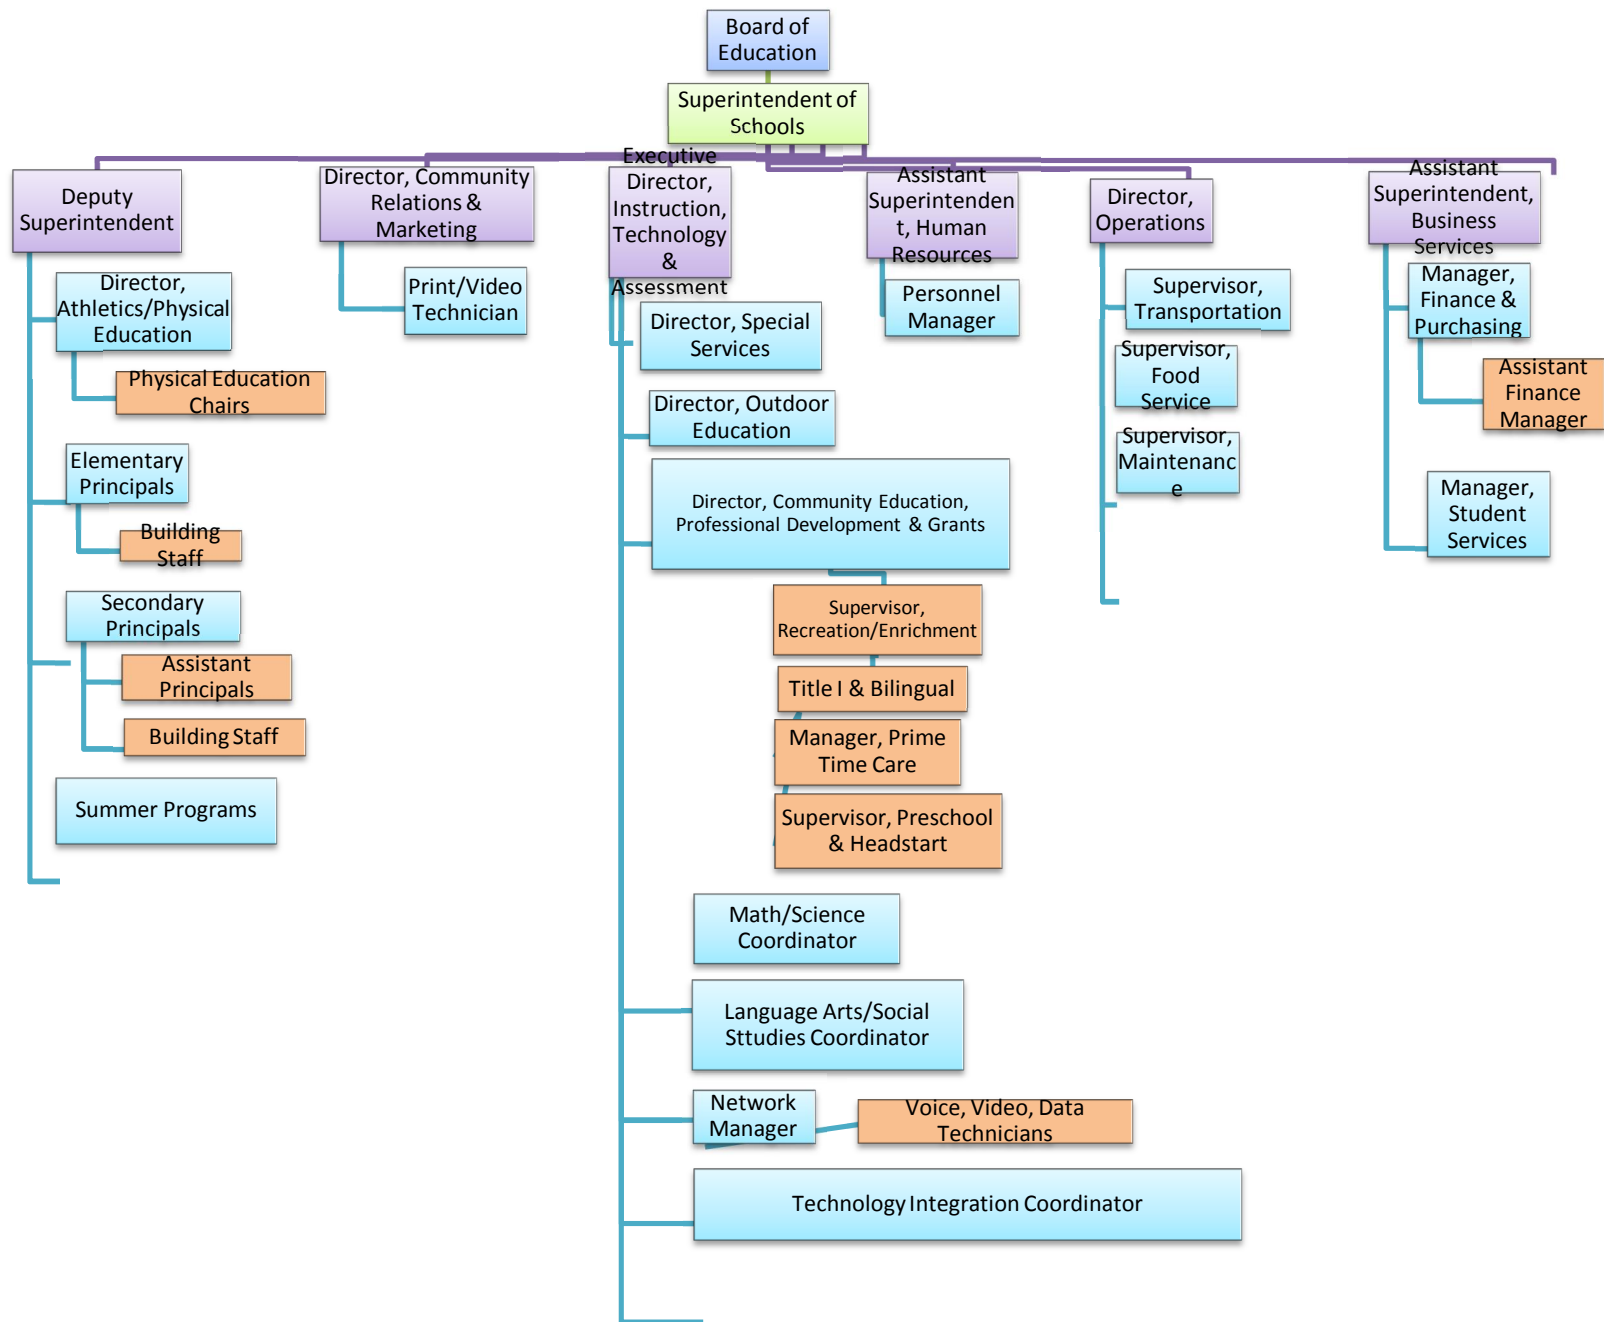 Board of
Education
Superintendent of
Schools
Deputy
Superintendent
Director,
Athletics/Physical
Education
Physical Education
Chairs
Elementary
Principals
Building
Staff
Secondary
Principals
Assistant
Principals
Building Staff
Summer Programs
Director, Community
Relations &
Marketing
Print/Video
Technician
Executive
Director,
Instruction,
Technology
&
Assessment
Director, Special
Services
Director, Outdoor
Education
Director, Community Education,
Professional Development & Grants
Supervisor,
Recreation/Enrichment
Title I & Bilingual
Manager, Prime
Time Care
Supervisor, Preschool
& Headstart
Math/Science
Coordinator
Language Arts/Social
Sttudies Coordinator
Network
Manager
Voice, Video, Data
Technicians
Technology Integration Coordinator
Assistant
Superintenden
t, Human
Resources
Personnel
Manager
Director,
Operations
Supervisor,
Transportation
Supervisor,
Food
Service
Supervisor,
Maintenanc
e
Assistant
Superintendent,
Business
Services
Manager,
Finance &
Purchasing
Assistant
Finance
Manager
Manager,
Student
Services